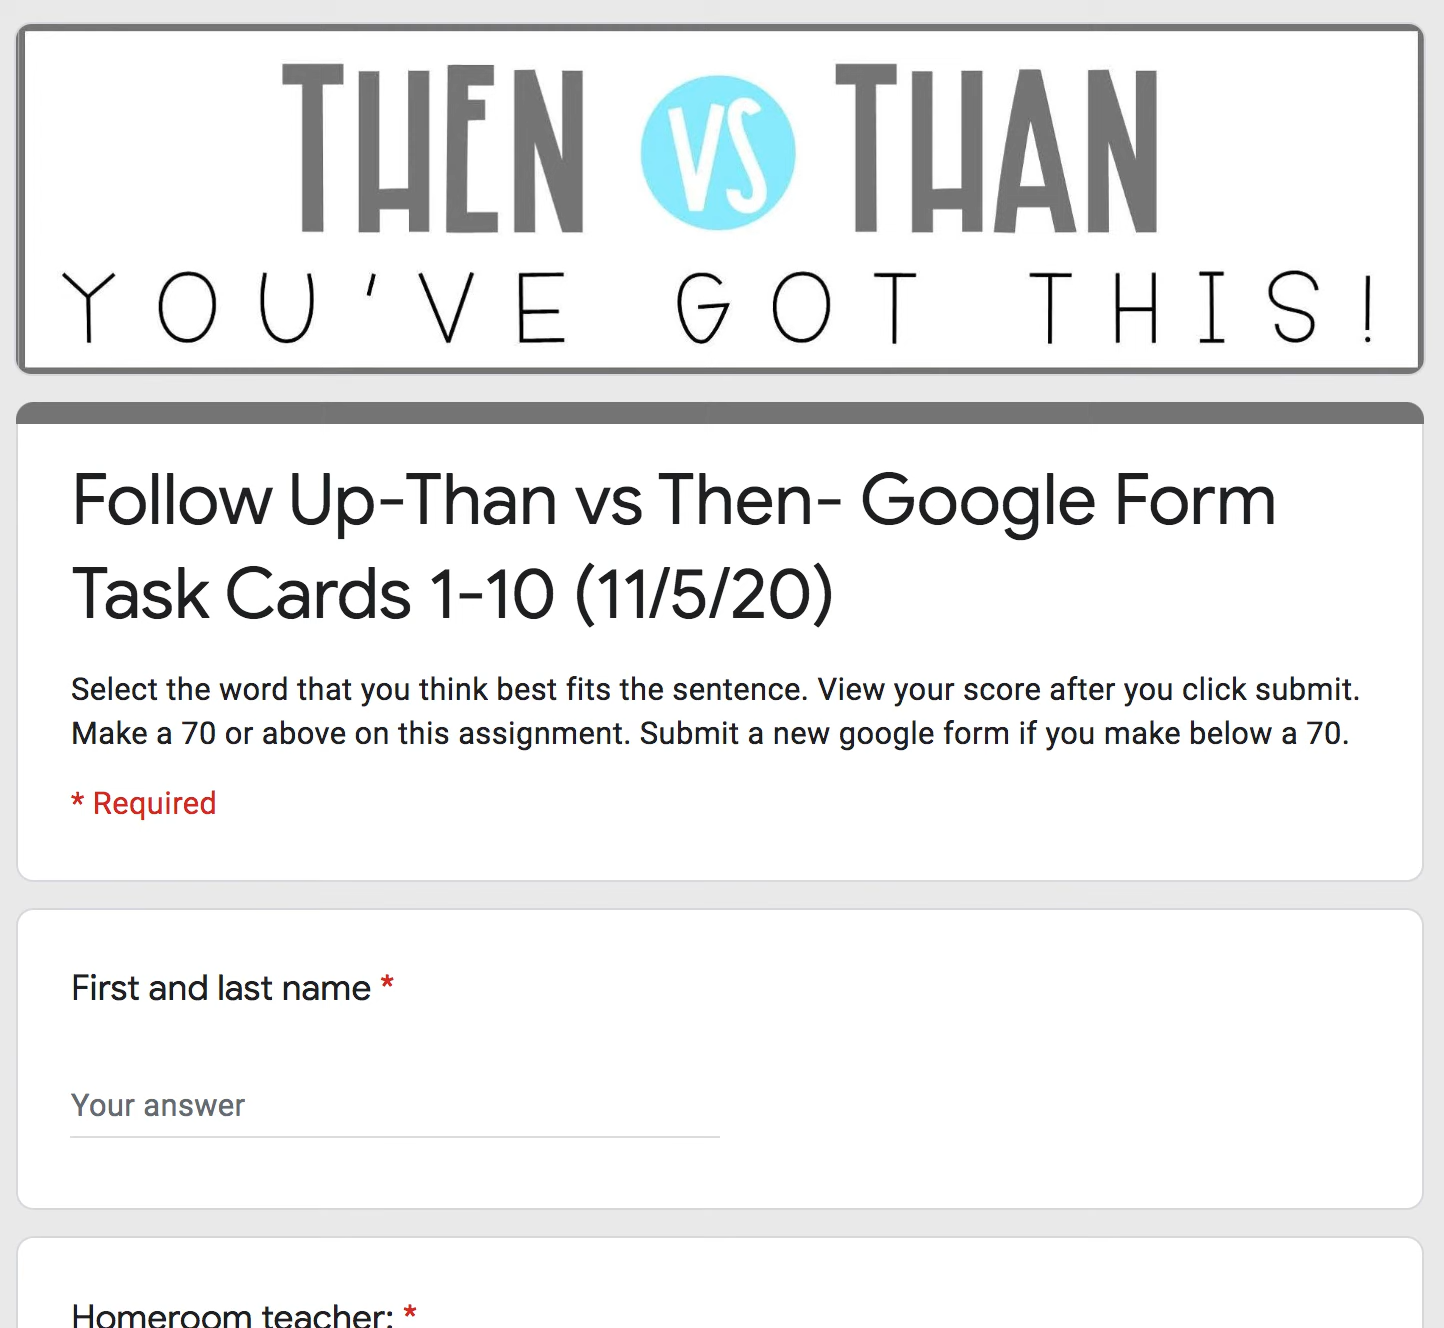 THEN VS THAN
YOU'VE GOT THIS!
Follow Up-Than vs Then- Google Form
Task Cards 1-10 (11/5/20)
Select the word that you think best fits the sentence. View your score after you click submit.
Make a 70 or above on this assignment. Submit a new google form if you make below a 70.
* Required
First and last name *
Your answer
Homeroom teacher: *